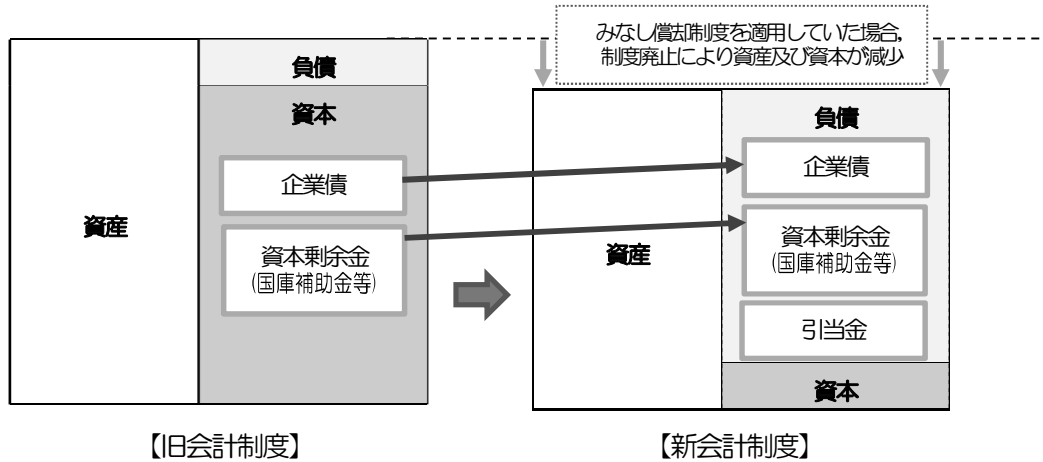 みなし償却制度を適用していた場合,
制度廃止により資産及び資本が減少
負債
資本
企業債
資本剰余金
(国庫補助金等)
資産
【旧会計制度】
負債
企業債
資本剰余金
(国庫補助金等)
引当金
資産
資本
【新会計制度】